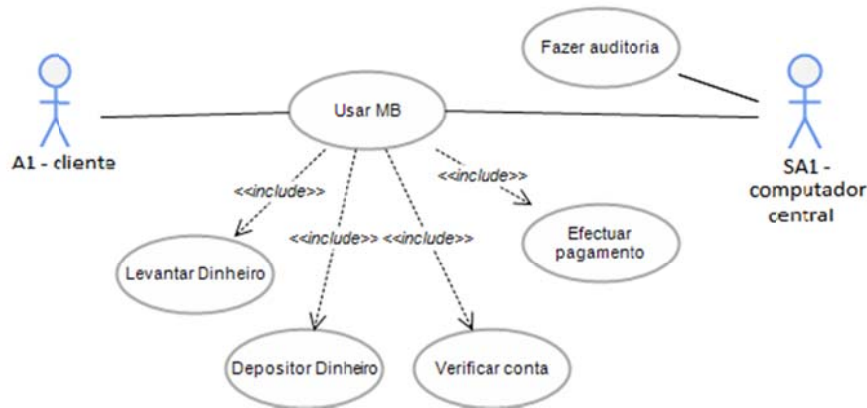 Fazer auditoria
Usar MB
A1 - cliente
SA1 -
computador
central
<<include>>
<<include>>
<<include>>
<<include>>
Efectuar
pagamento
Levantar Dinheiro
Depositor Dinheiro
Verificar conta